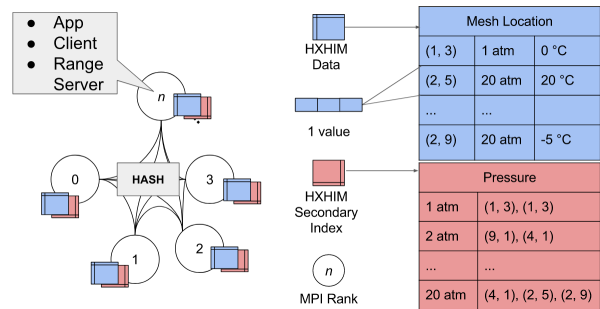 ● App
● Client
● Range
Server
n
0
HASH
3
1
2
HXHIM
Data
1 value
HXHIM
Secondary
Index
n
MPI Rank
Mesh Location
(1, 3) 1 atm 0 °C
(2, 5) 20 atm 20 °C
... ...
(2, 9) 20 atm -5 °C
Pressure
1 atm (1, 3), (1, 3)
2 atm (9, 1), (4, 1)
... ...
20 atm (4, 1), (2, 5), (2, 9)